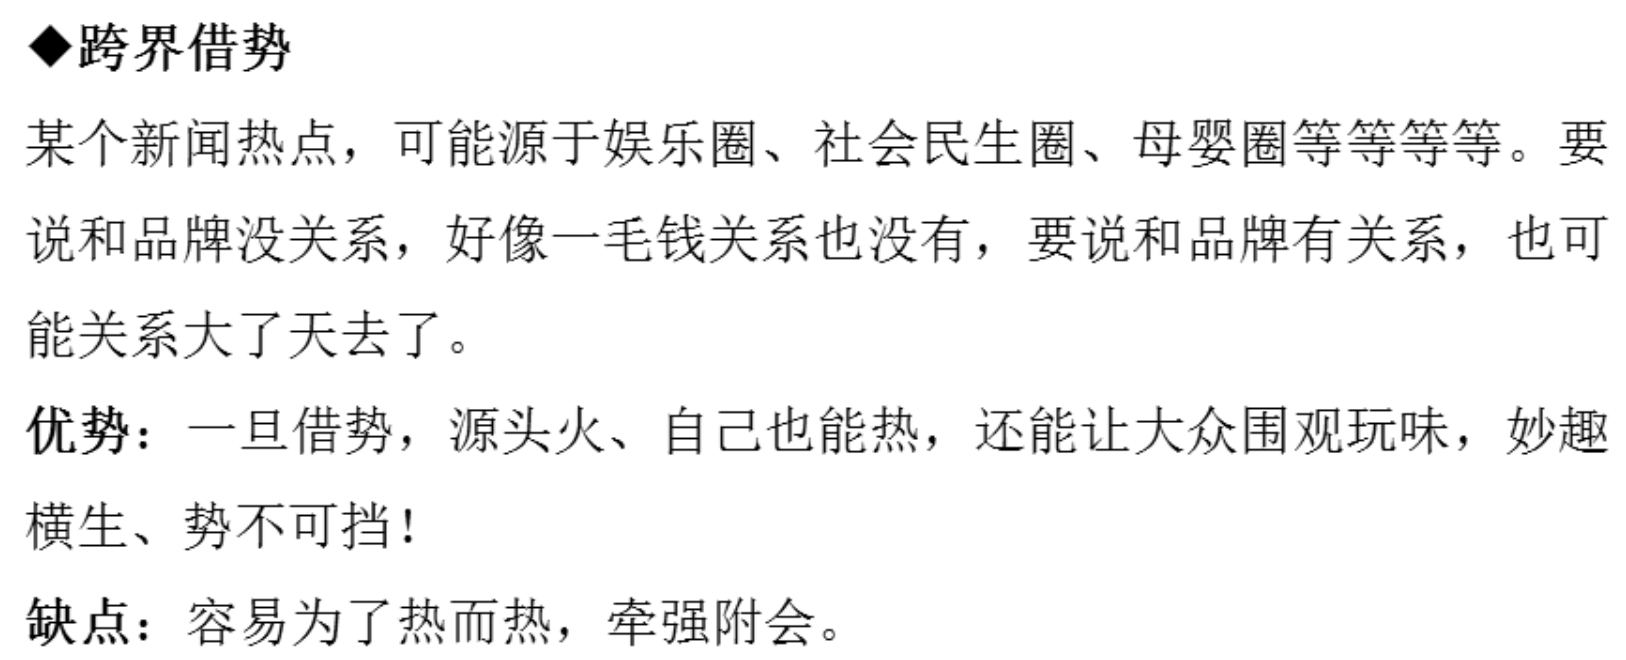 ◆跨界借势
某个新闻热点，可能源于娱乐圈、社会民生圈、母婴圈等等等等。要
说和品牌没关系，好像一毛钱关系也没有，要说和品牌有关系，也可
能关系大了天去了。
优势：一旦借势，源头火、自己也能热，还能让大众围观玩味，妙趣
横生、势不可挡！
缺点：容易为了热而热，牵强附会。